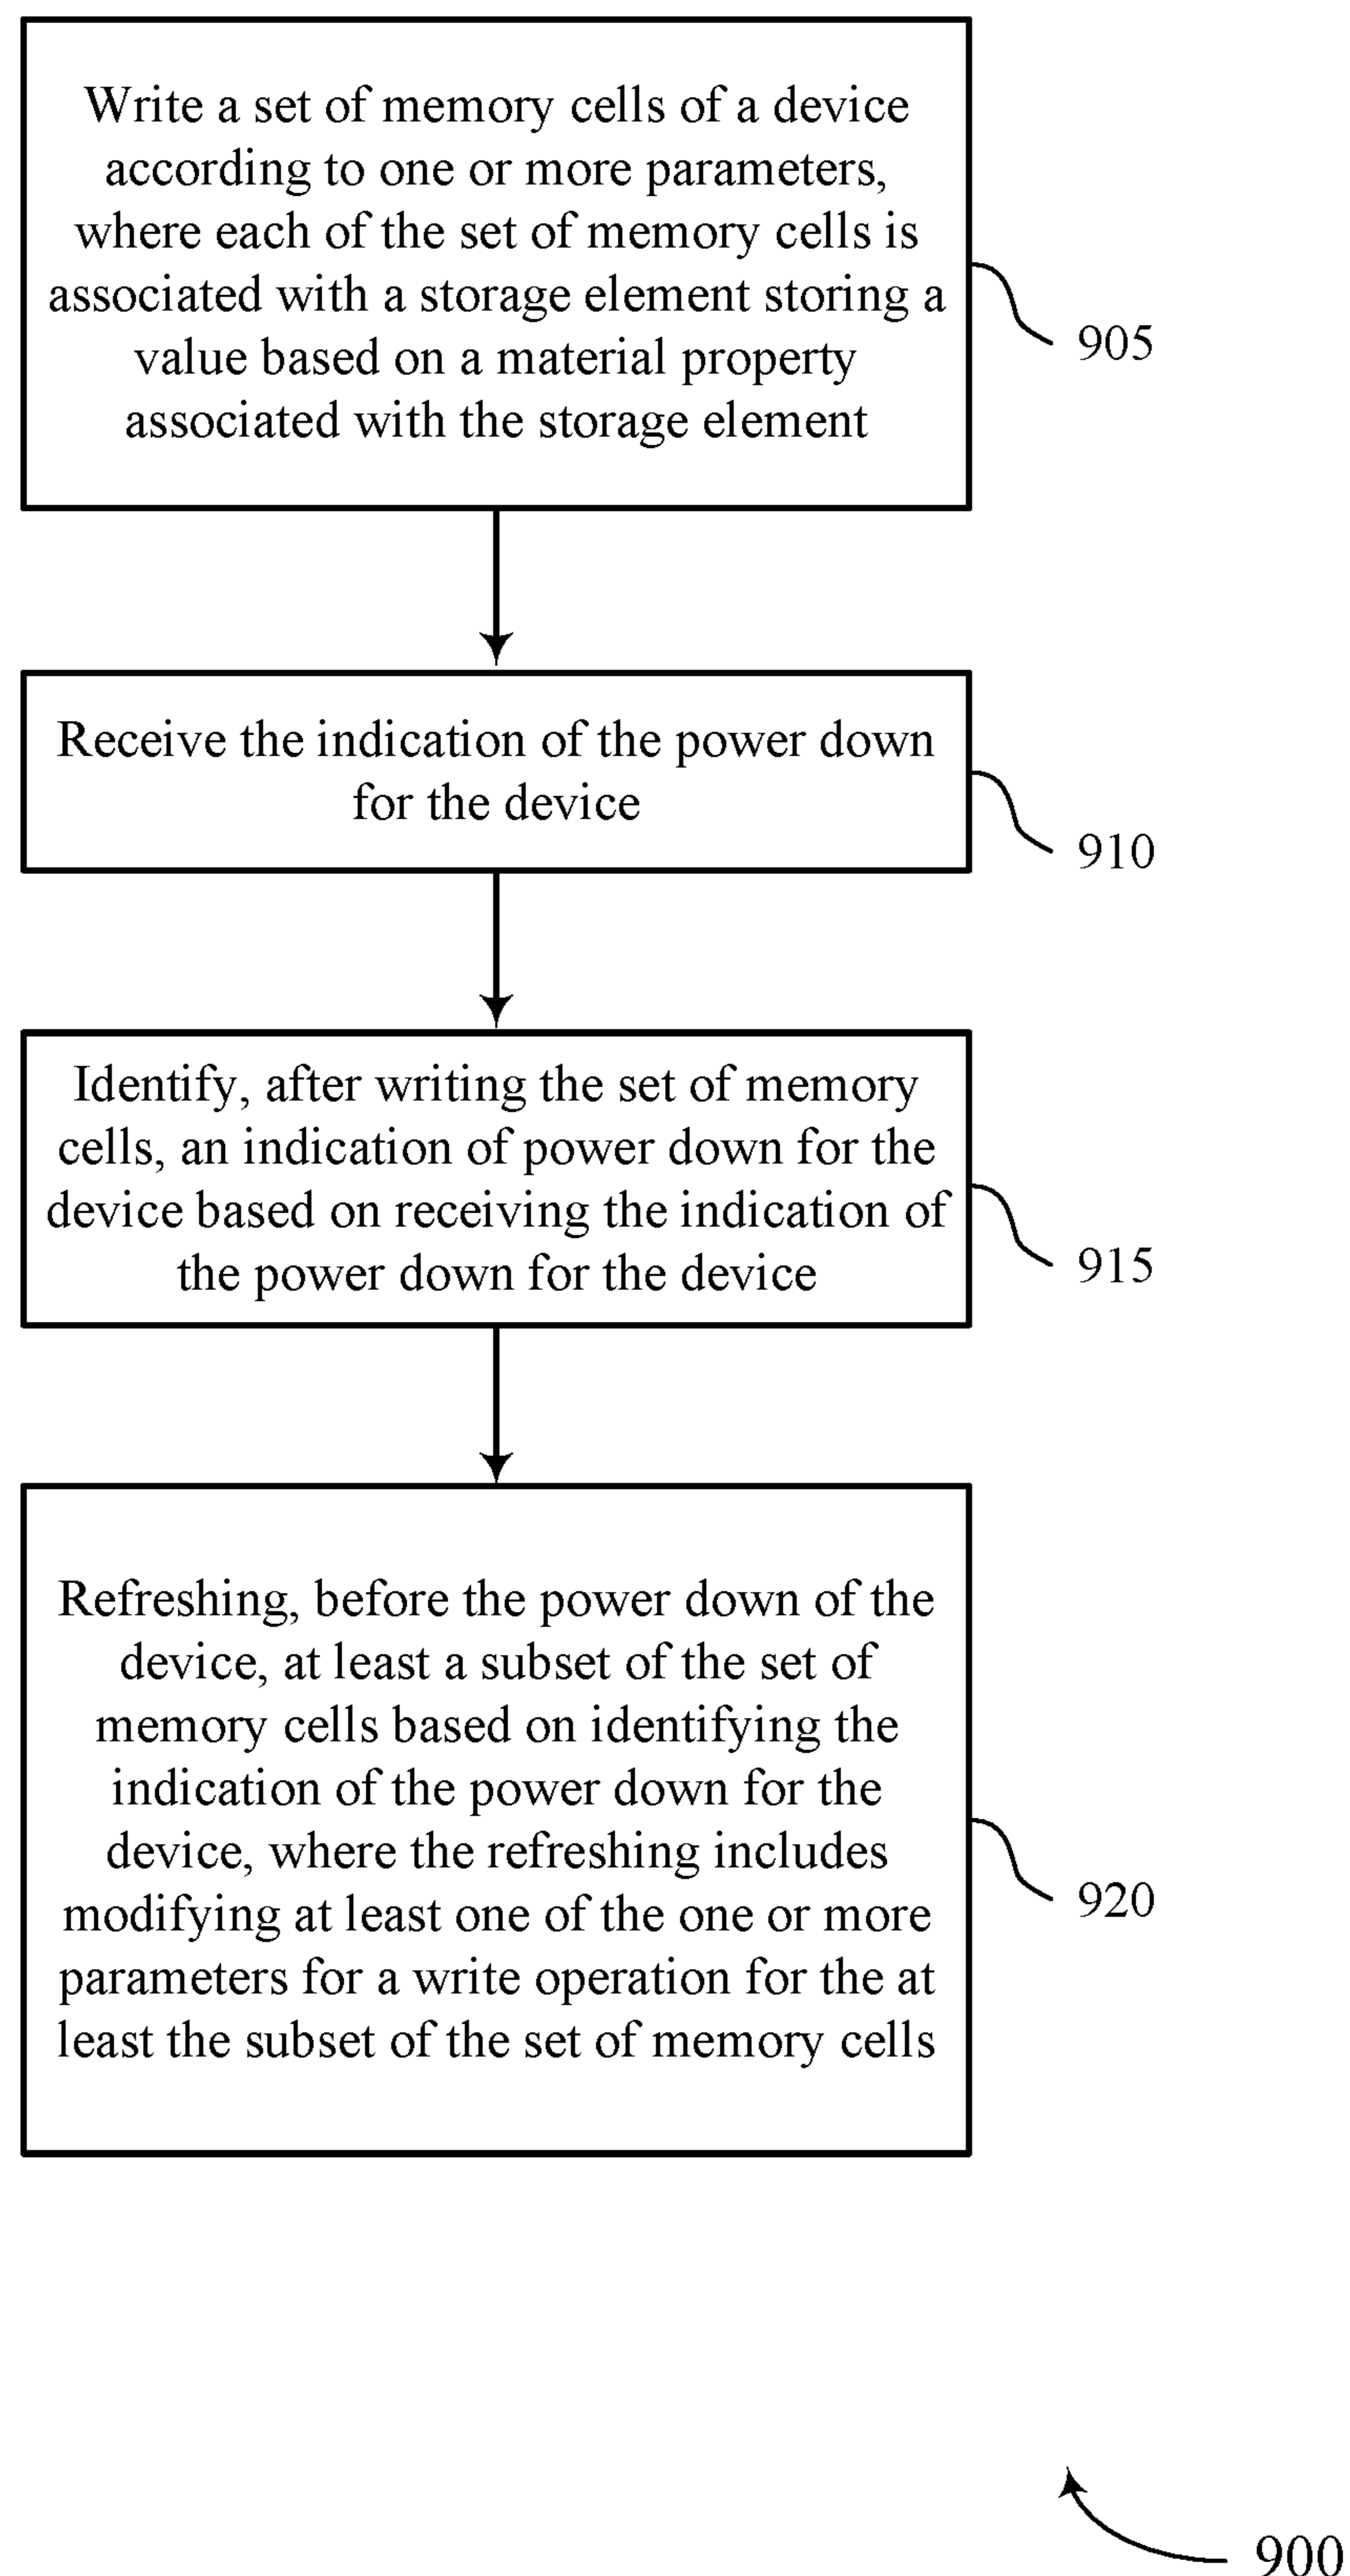 Write a set of memory cells of a device
according to one or more parameters,
where each of the set of memory cells is
associated with a storage element storing a
value based on a material property
associated with the storage element
905
Receive the indication of the power down
for the device
910
Identify, after writing the set of memory
cells, an indication of power down for the
device based on receiving the indication of
the power down for the device
915
Refreshing, before the power down of the
device, at least a subset of the set of
memory cells based on identifying the
indication of the power down for the
device, where the refreshing includes
modifying at least one of the one or more
parameters for a write operation for the at
least the subset of the set of memory cells
920
900